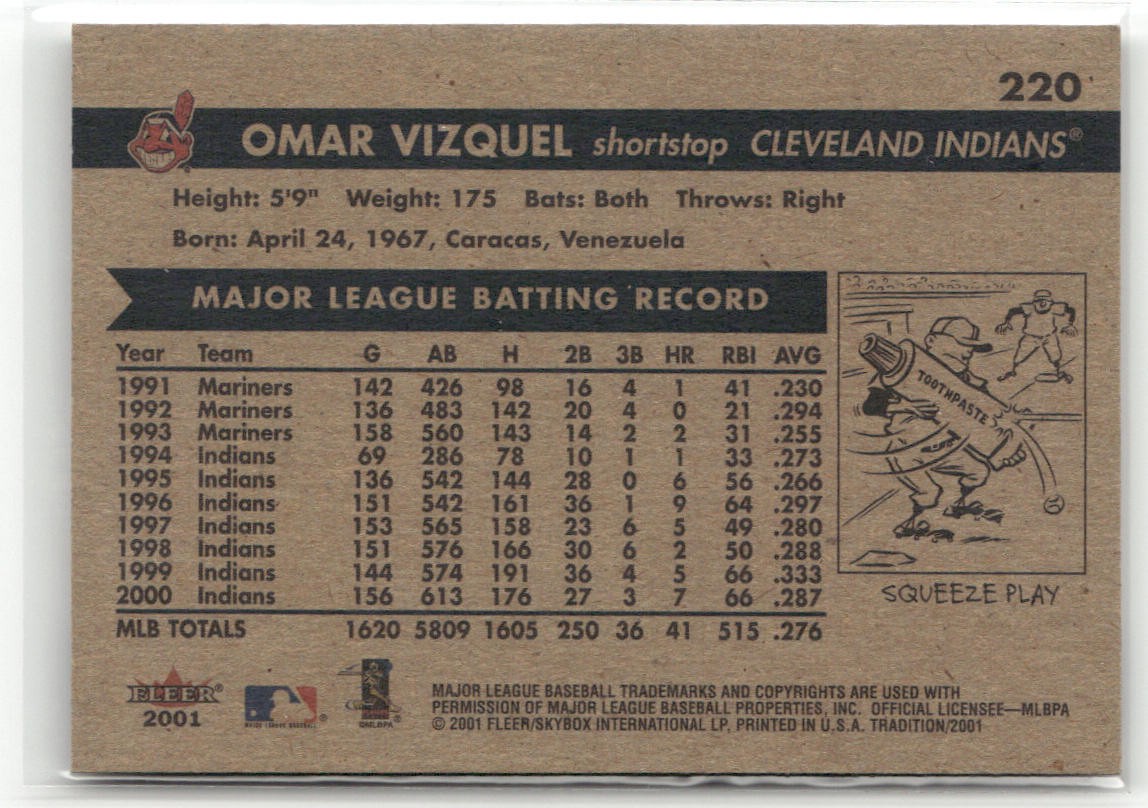 220
OMAR VIZQUEL shortstop CLEVELAND INDIANS®
Height: 5'9" Weight: 175 Bats: Both Throws: Right
Born: April 24, 1967, Caracas, Venezuela
MAJOR LEAGUE BATTING RECORD
Year Team G AB H 2B 3B HR RBI AVG
1991 Mariners 142 426 98 16 4 1 41 .230
1992 Mariners 136 483 142 20 4 0 21 .294
1993 Mariners 158 560 143 14 2 2 31 .255
1994 Indians 69 286 78 10 1 1 33 .273
1995 Indians 136 542 144 28 0 6 56 .266
1996 Indians 151 542 161 36 1 9 64 .297
1997 Indians 153 565 158 23 6 5 49 .280
1998 Indians 151 576 166 30 6 2 50 .288
1999 Indians 144 574 191 36 4 5 66 .333
2000 Indians 156 613 176 27 3 7 66 .287
MLB TOTALS 1620 5809 1605 250 36 41 515 .276
TOOTHPASTE
SQUEEZE PLAY
FLEER®
2001
MAJOR LEAGUE BASEBALL ®
©MLBPA ®
MAJOR LEAGUE BASEBALL TRADEMARKS AND COPYRIGHTS ARE USED WITH
PERMISSION OF MAJOR LEAGUE BASEBALL PROPERTIES, INC. OFFICIAL LICENSEE—MLBPA
© 2001 FLEER/SKYBOX INTERNATIONAL LP, PRINTED IN U.S.A. TRADITION/2001